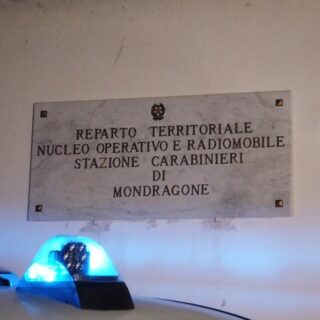 REPARTO TERRITORIALE
NUCLEO OPERATIVO E RADIOMOBILE
STAZIONE CARABINIERI
DI
MONDRAGONE